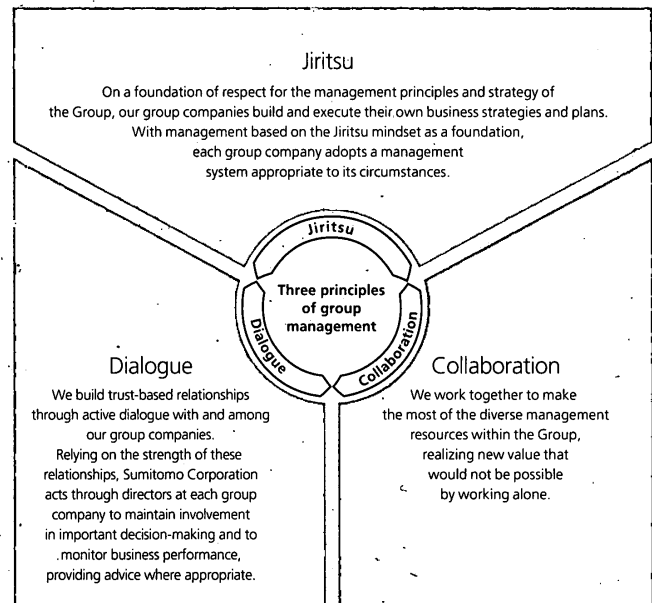 Jiritsu
On a foundation of respect for the management principles and strategy of
the Group, our group companies build and execute their own business strategies and plans.
With management based on the Jiritsu mindset as a foundation,
each group company adopts a management
system appropriate to its circumstances.
Jiritsu
Three principles
of group
management
Dialogue
Collaboration
Dialogue
We build trust-based relationships
through active dialogue with and among
our group companies.
Relying on the strength of these
relationships, Sumitomo Corporation
acts through directors at each group
company to maintain involvement
in important decision-making and to
monitor business performance,
providing advice where appropriate.
Collaboration
We work together to make
the most of the diverse management
resources within the Group,
realizing new value that
would not be possible
by working alone.